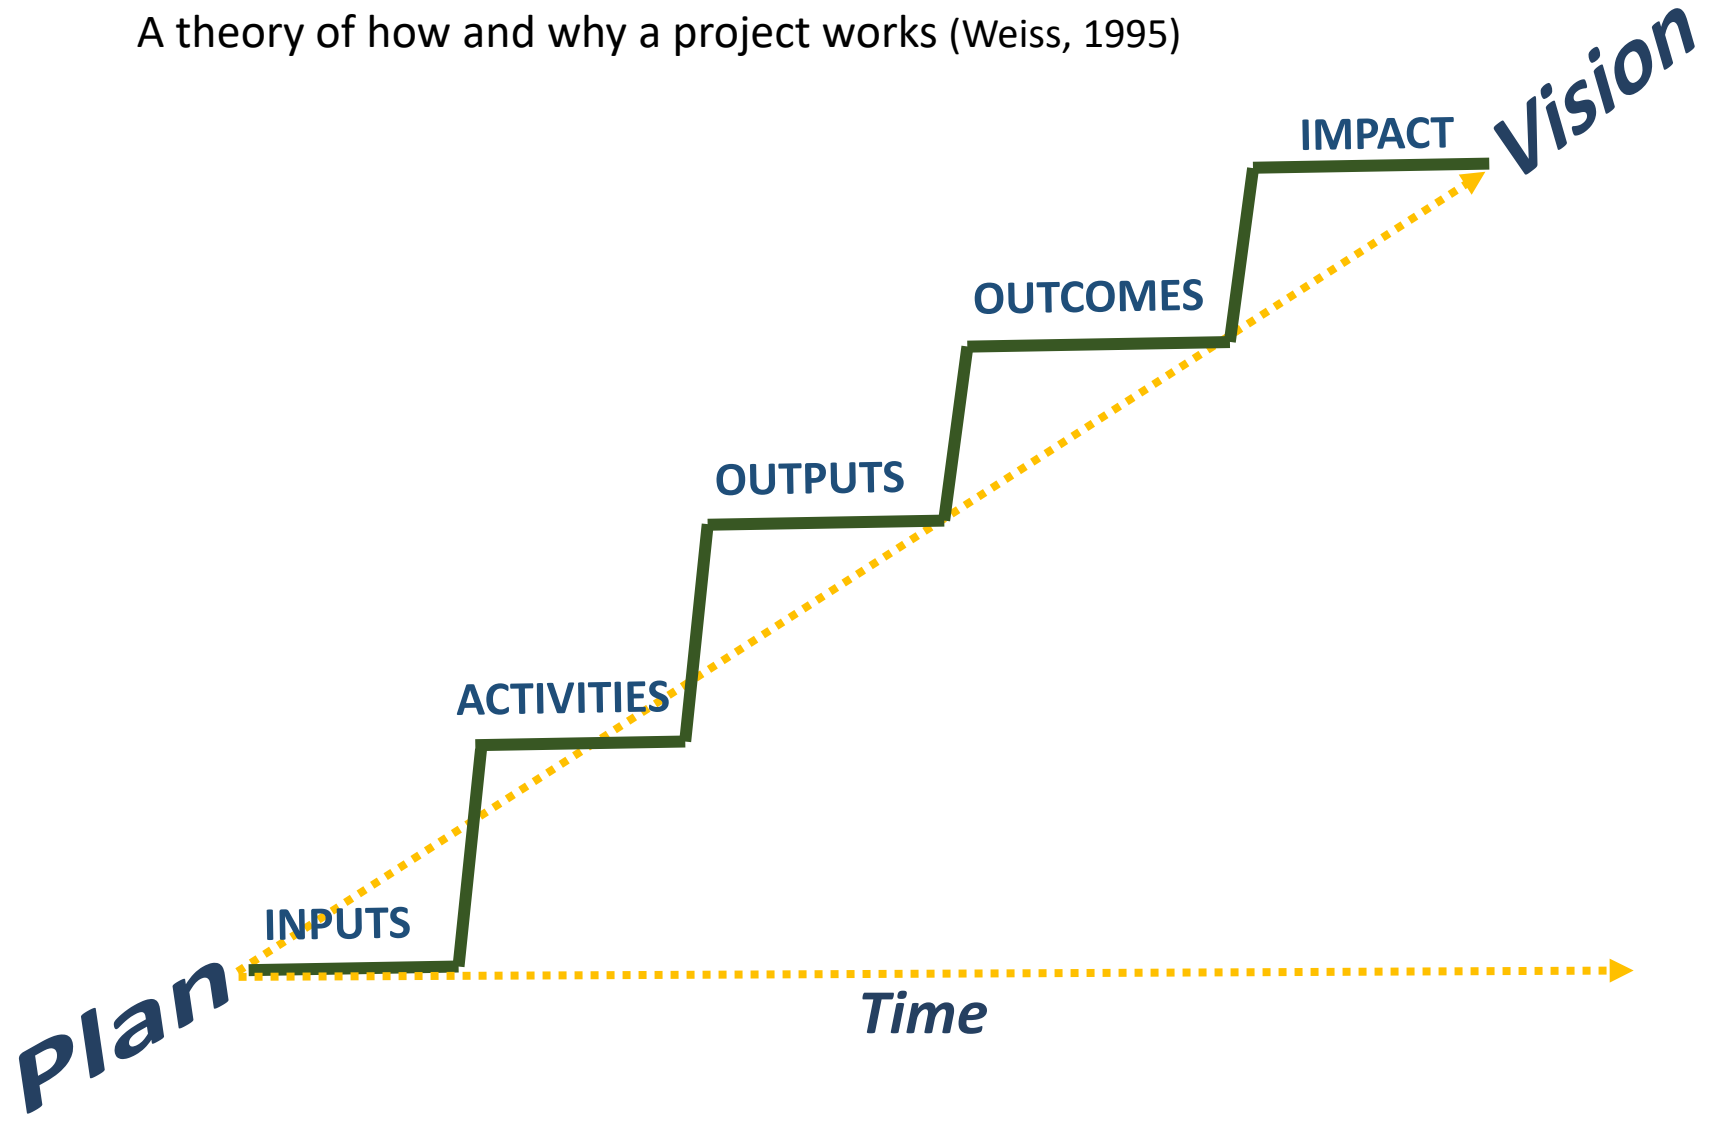 A theory of how and why a project works (Weiss, 1995)
Vision
IMPACT
OUTCOMES
OUTPUTS
ACTIVITIES
INPUTS
Plan
Time